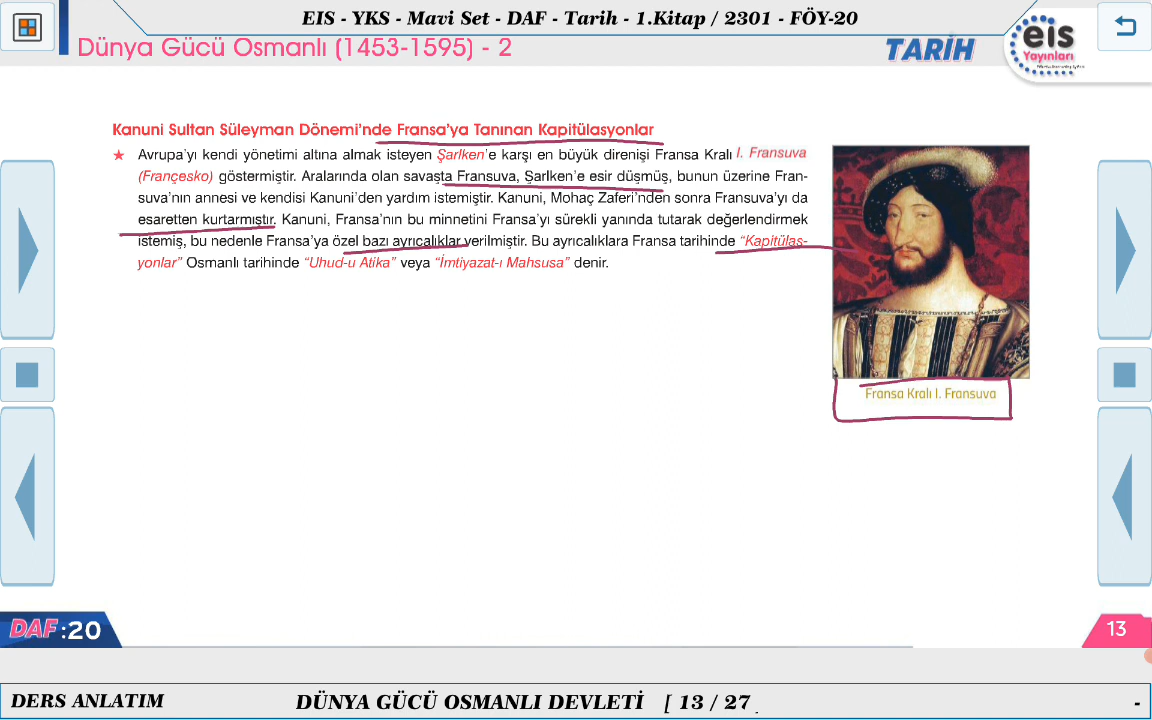 EIS - YKS - Mavi Set - DAF - Tarih - 1.Kitap / 2301 - FÖY-20
Dünya Gücü Osmanlı (1453-1595) - 2
TARİH
eis
Yayınları
Kanuni Sultan Süleyman Dönemi'nde Fransa'ya Tanınan Kapitülasyonlar
★ Avrupa'yı kendi yönetimi altına almak isteyen Şarlken'e karşı en büyük direnişi Fransa Kralı I. Fransuva
(Françesko) göstermiştir. Aralarında olan savaşta Fransuva, Şarlken'e esir düşmüş, bunun üzerine Fran-
suva'nın annesi ve kendisi Kanuni'den yardım istemiştir. Kanuni, Mohaç Zaferi'nden sonra Fransuva'yı da
esaretten kurtarmıştır. Kanuni, Fransa'nın bu minnetini Fransa'yı sürekli yanında tutarak değerlendirmek
istemiş, bu nedenle Fransa'ya özel bazı ayrıcalıklar verilmiştir. Bu ayrıcalıklara Fransa tarihinde "Kapitülas-
yonlar" Osmanlı tarihinde "Uhud-u Atika" veya "İmtiyazat-ı Mahsusa" denir.
Fransa Kralı I. Fransuva
DAF :20
13
DERS ANLATIM
DÜNYA GÜCÜ OSMANLI DEVLETİ [ 13 / 27
-